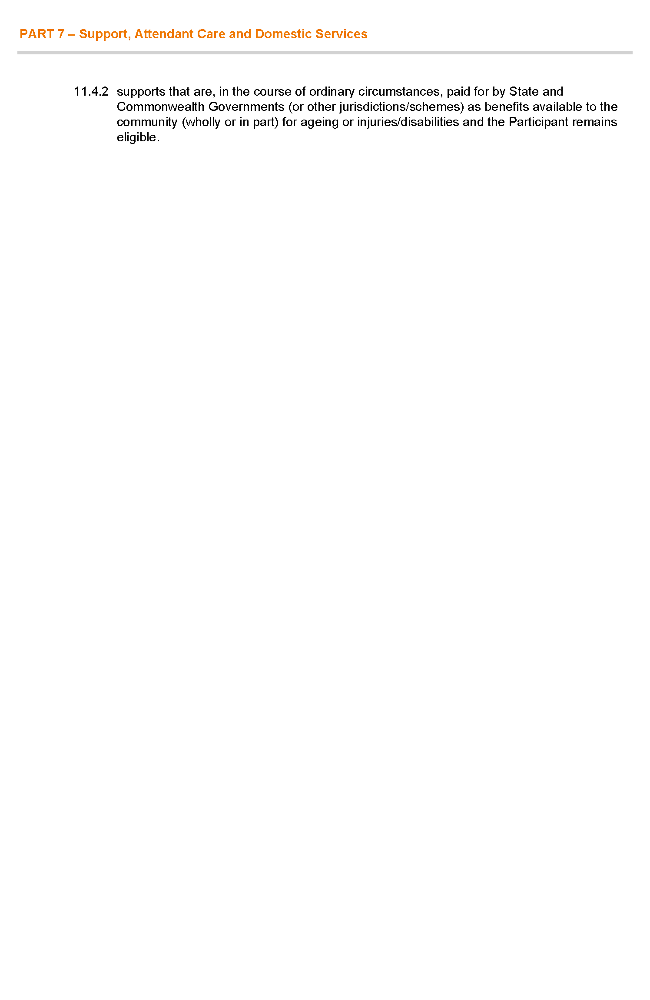 PART 7 – Support, Attendant Care and Domestic Services
11.4.2 supports that are, in the course of ordinary circumstances, paid for by State and
Commonwealth Governments (or other jurisdictions/schemes) as benefits available to the
community (wholly or in part) for ageing or injuries/disabilities and the Participant remains
eligible.